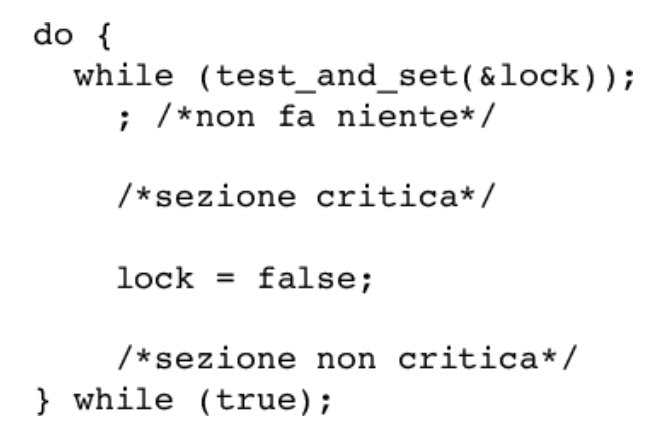 do {
while (test_and_set(&lock));
; /*non fa niente*/
/*sezione critica*/
lock = false;
/*sezione non critica*/
} while (true);